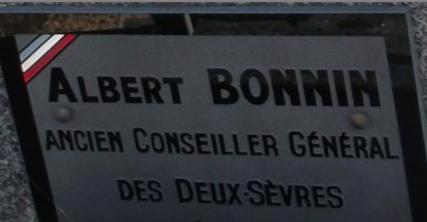 ALBERT BONNIN
ANCIEN CONSEILLER GÉNÉRAL
DES DEUX-SÈVRES